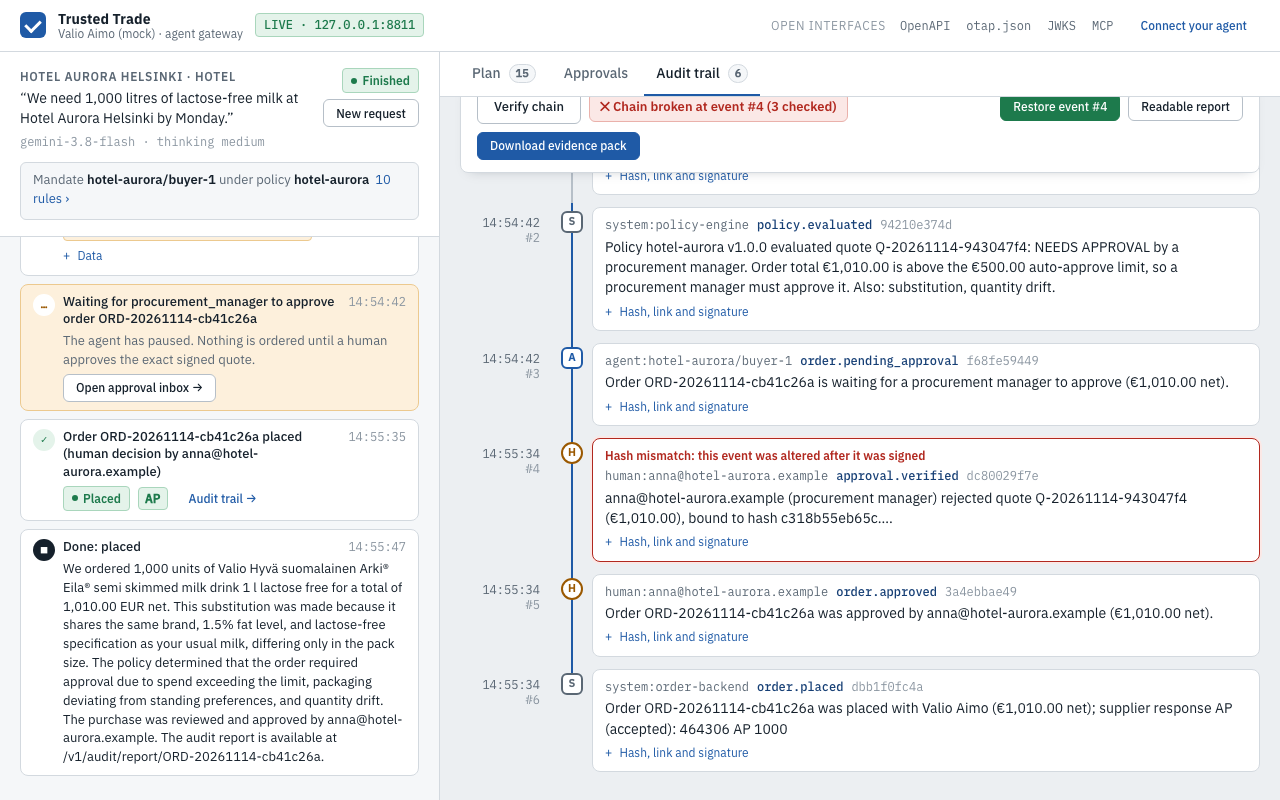 Trusted Trade
Valio Aimo (mock) · agent gateway
LIVE · 127.0.0.1:8811
OPEN INTERFACES OpenAPI otap.json JWKS MCP Connect your agent
HOTEL AURORA HELSINKI · HOTEL
Finished
“We need 1,000 litres of lactose-free milk at
Hotel Aurora Helsinki by Monday.”
New request
gemini-3.8-flash · thinking medium
Mandate hotel-aurora/buyer-1 under policy hotel-aurora 10
rules ›
+ Data
Waiting for procurement_manager to approve
order ORD-20261114-cb41c26a
14:54:42
The agent has paused. Nothing is ordered until a human
approves the exact signed quote.
Open approval inbox →
✓
Order ORD-20261114-cb41c26a placed
(human decision by anna@hotel-
aurora.example)
14:55:35
Placed
AP
Audit trail →
Done: placed
14:55:47
We ordered 1,000 units of Valio Hyvä suomalainen Arki®
Eila® semi skimmed milk drink 1 l lactose free for a total of
1,010.00 EUR net. This substitution was made because it
shares the same brand, 1.5% fat level, and lactose-free
specification as your usual milk, differing only in the pack
size. The policy determined that the order required
approval due to spend exceeding the limit, packaging
deviating from standing preferences, and quantity drift.
The purchase was reviewed and approved by anna@hotel-
aurora.example. The audit report is available at
/v1/audit/report/ORD-20261114-cb41c26a.
Plan 15
Approvals
Audit trail 6
Verify chain
✕ Chain broken at event #4 (3 checked)
Restore event #4
Readable report
Download evidence pack
+ Hash, link and signature
14:54:42
#2
S
system:policy-engine policy.evaluated 94210e374d
Policy hotel-aurora v1.0.0 evaluated quote Q-20261114-943047f4: NEEDS APPROVAL by a
procurement manager. Order total €1,010.00 is above the €500.00 auto-approve limit, so a
procurement manager must approve it. Also: substitution, quantity drift.
+ Hash, link and signature
14:54:42
#3
A
agent:hotel-aurora/buyer-1 order.pending_approval f68fe59449
Order ORD-20261114-cb41c26a is waiting for a procurement manager to approve (€1,010.00 net).
+ Hash, link and signature
14:55:34
#4
H
Hash mismatch: this event was altered after it was signed
human:anna@hotel-aurora.example approval.verified dc80029f7e
anna@hotel-aurora.example (procurement manager) rejected quote Q-20261114-943047f4
(€1,010.00), bound to hash c318b55eb65c….
+ Hash, link and signature
14:55:34
#5
H
human:anna@hotel-aurora.example order.approved 3a4ebbae49
Order ORD-20261114-cb41c26a was approved by anna@hotel-aurora.example (€1,010.00 net).
+ Hash, link and signature
14:55:34
#6
S
system:order-backend order.placed dbb1f0fc4a
Order ORD-20261114-cb41c26a was placed with Valio Aimo (€1,010.00 net); supplier response AP
(accepted): 464306 AP 1000
+ Hash, link and signature